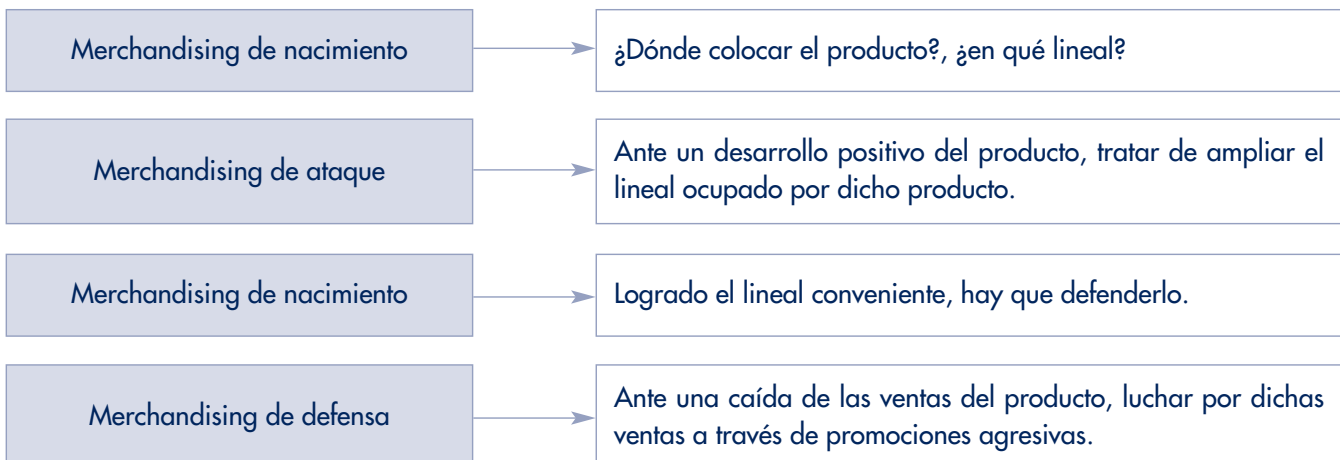 Merchandising de nacimiento
¿Dónde colocar el producto?, ¿en qué lineal?
Merchandising de ataque
Ante un desarrollo positivo del producto, tratar de ampliar el
lineal ocupado por dicho producto.
Merchandising de nacimiento
Logrado el lineal conveniente, hay que defenderlo.
Merchandising de defensa
Ante una caída de las ventas del producto, luchar por dichas
ventas a través de promociones agresivas.